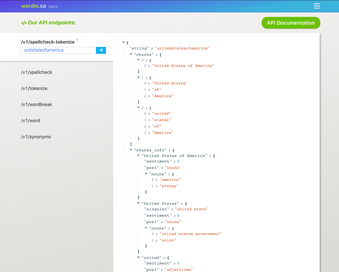 wordie.co beta
</> Our API endpoints:
API Documentation
/v1/spellcheck-tokenize
unitstateofamerica
/v1/spellcheck
/v1/tokenize
/v1/wordbreak
/v1/word
/v1/synonyms
{
"string" : "unitedstatesofamerica"
"chunks" : {
0 : {
0 : "United States of America"
}
1 : {
0 : "United States"
1 : "of"
2 : "America"
}
2 : {
0 : "united"
1 : "states"
2 : "of"
3 : "America"
}
}
"chunks_info" : {
"United States of America" : {
"sentiment" : 0
"pos" : "nouns"
"nouns" : {
0 : "america"
1 : "states"
}
}
"United States" : {
"singular" : "united state"
"sentiment" : 0
"pos" : "nouns"
"nouns" : {
0 : "united states government"
1 : "union"
}
}
"united" : {
"sentiment" : 0
"pos" : "adjectives"